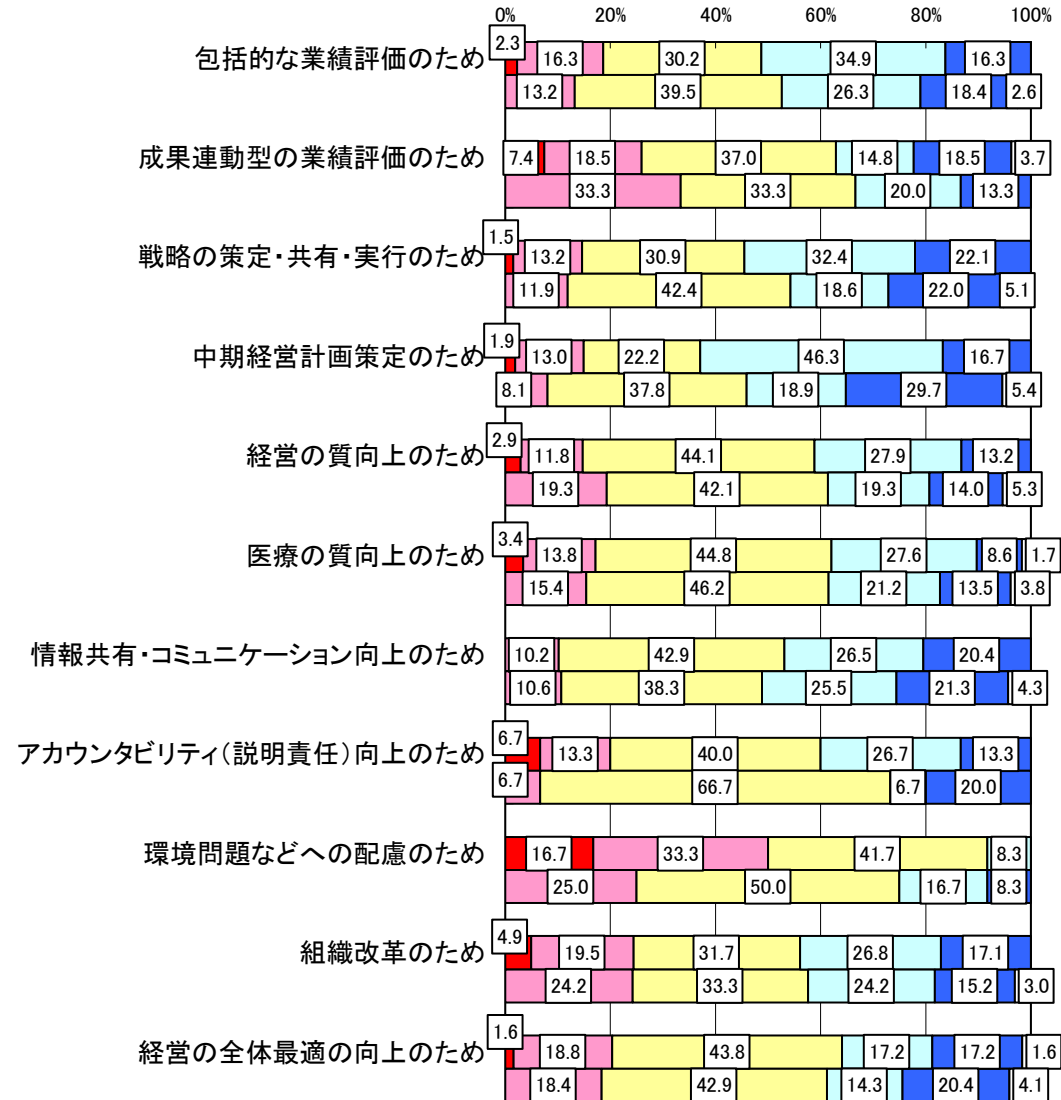 0% 20% 40% 60% 80% 100%
包括的な業績評価のため 2.3 16.3 30.2 34.9 16.3
13.2 39.5 26.3 18.4 2.6
成果連動型の業績評価のため 7.4 18.5 37.0 14.8 18.5 3.7
33.3 33.3 20.0 13.3
戦略の策定・共有・実行のため 1.5 13.2 30.9 32.4 22.1
11.9 42.4 18.6 22.0 5.1
中期経営計画策定のため 1.9 13.0 22.2 46.3 16.7
8.1 37.8 18.9 29.7 5.4
経営の質向上のため 2.9 11.8 44.1 27.9 13.2
19.3 42.1 19.3 14.0 5.3
医療の質向上のため 3.4 13.8 44.8 27.6 8.6 1.7
15.4 46.2 21.2 13.5 3.8
情報共有・コミュニケーション向上のため 10.2 42.9 26.5 20.4
10.6 38.3 25.5 21.3 4.3
アカウンタビリティ(説明責任)向上のため 6.7 13.3 40.0 26.7 13.3
6.7 66.7 6.7 20.0
環境問題などへの配慮のため 16.7 33.3 41.7 8.3
25.0 50.0 16.7 8.3
組織改革のため 4.9 19.5 31.7 26.8 17.1
24.2 33.3 24.2 15.2 3.0
経営の全体最適の向上のため 1.6 18.8 43.8 17.2 17.2 1.6
18.4 42.9 14.3 20.4 4.1